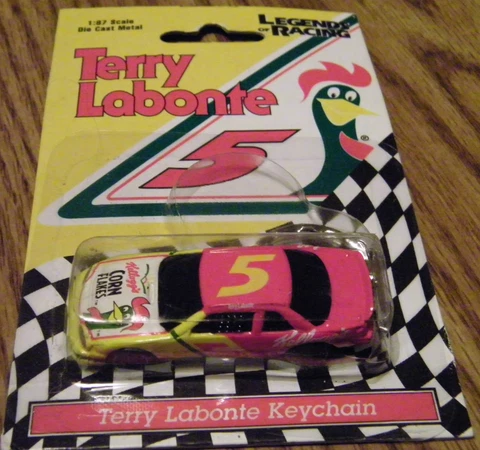 1:87 Scale
Die Cast Metal
LEGENDS
OF RACING
Terry
Labonte
5
®
5
Kellogg's
CORN
FLAKES
Terry Labonte Keychain